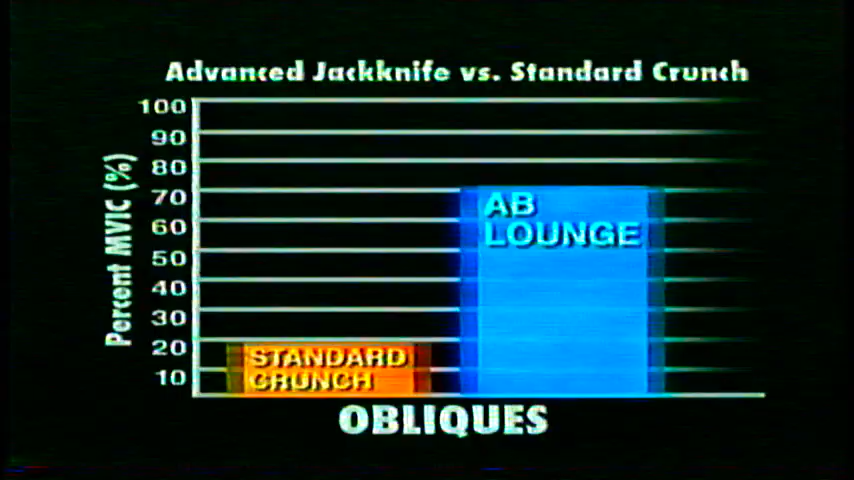 Advanced Jackknife vs. Standard Crunch
Percent MVIC (%)
100
90
80
70
60
50
40
30
20
10
AB
LOUNGE
STANDARD
CRUNCH
OBLIQUES